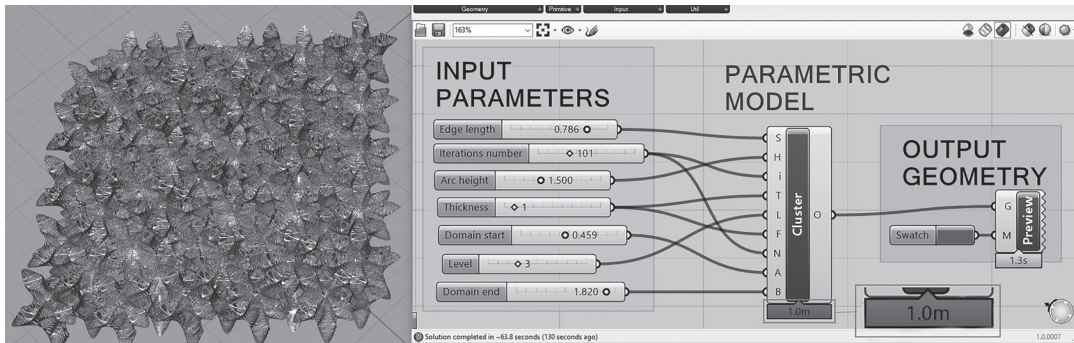 Geometry
Primitive
Input
Util
163%
INPUT
PARAMETERS
PARAMETRIC
MODEL
OUTPUT
GEOMETRY
Edge length 0.786
Iterations number 101
Arc height 1.500
Thickness 1
Domain start 0.459
Level 3
Domain end 1.820
S
H
i
T
L
F
N
A
B
Cluster
O
1.0m
1.0m
Swatch
G
M
Preview
1.3s
Solution completed in ~63.8 seconds (130 seconds ago)
1.0.0007